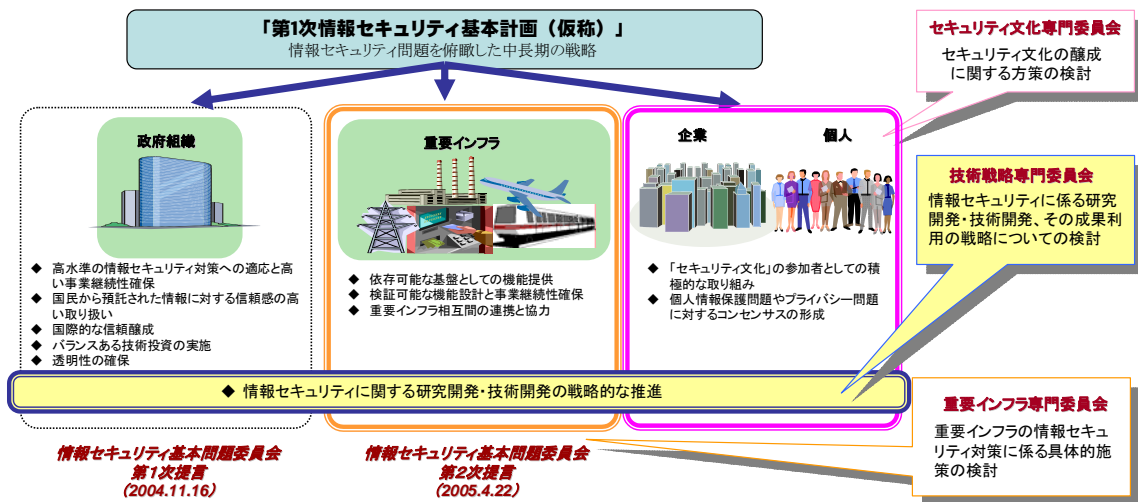 「第1次情報セキュリティ基本計画（仮称）」
情報セキュリティ問題を俯瞰した中長期の戦略
政府組織
◆ 高水準の情報セキュリティ対策への適応と高
い事業継続性確保
◆ 国民から預託された情報に対する信頼感の高
い取り扱い
◆ 国際的な信頼醸成
◆ バランスある技術投資の実施
◆ 透明性の確保
重要インフラ
◆ 依存可能な基盤としての機能提供
◆ 検証可能な機能設計と事業継続性確保
◆ 重要インフラ相互間の連携と協力
企業 個人
◆ 「セキュリティ文化」の参加者としての積
極的な取り組み
◆ 個人情報保護問題やプライバシー問題
に対するコンセンサスの形成
◆ 情報セキュリティに関する研究開発・技術開発の戦略的な推進
情報セキュリティ基本問題委員会
第1次提言
(2004.11.16)
情報セキュリティ基本問題委員会
第2次提言
(2005.4.22)
セキュリティ文化専門委員会
セキュリティ文化の醸成
に関する方策の検討
技術戦略専門委員会
情報セキュリティに係る研究
開発・技術開発、その成果利
用の戦略についての検討
重要インフラ専門委員会
重要インフラの情報セキュ
リティ対策に係る具体的施
策の検討